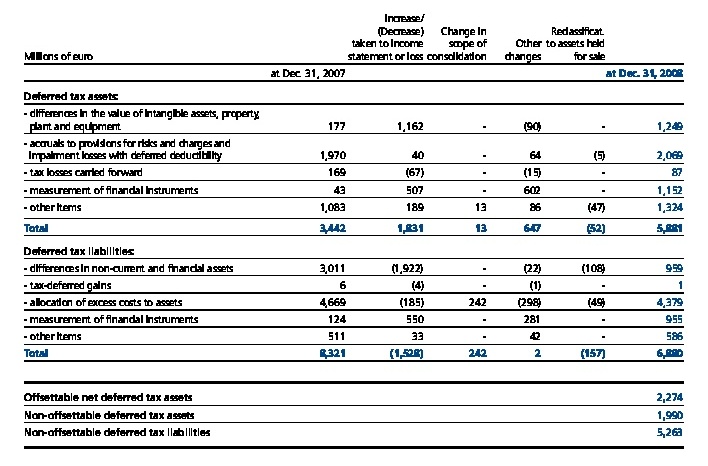 Increase/
(Decrease) Change in Reclassificat.
taken to income scope of Other to assets held
Millions of euro statement or loss consolidation changes for sale
at Dec. 31, 2007 at Dec. 31, 2008
Deferred tax assets:
- differences in the value of intangible assets, property,
plant and equipment 177 1,162 - (90) - 1,249
- accruals to provisions for risks and charges and
impairment losses with deferred deductibility 1,970 40 - 64 (5) 2,069
- tax losses carried forward 169 (67) - (15) - 87
- measurement of financial instruments 43 507 - 602 - 1,152
- other items 1,083 189 13 86 (47) 1,324
Total 3,442 1,831 13 647 (52) 5,881
Deferred tax liabilities:
- differences in non-current and financial assets 3,011 (1,922) - (22) (108) 959
- tax-deferred gains 6 (4) - (1) - 1
- allocation of excess costs to assets 4,669 (185) 242 (298) (49) 4,379
- measurement of financial instruments 124 550 - 281 - 955
- other items 511 33 - 42 - 586
Total 8,321 (1,528) 242 2 (157) 6,880
Offsettable net deferred tax assets 2,274
Non-offsettable deferred tax assets 1,990
Non-offsettable deferred tax liabilities 5,263